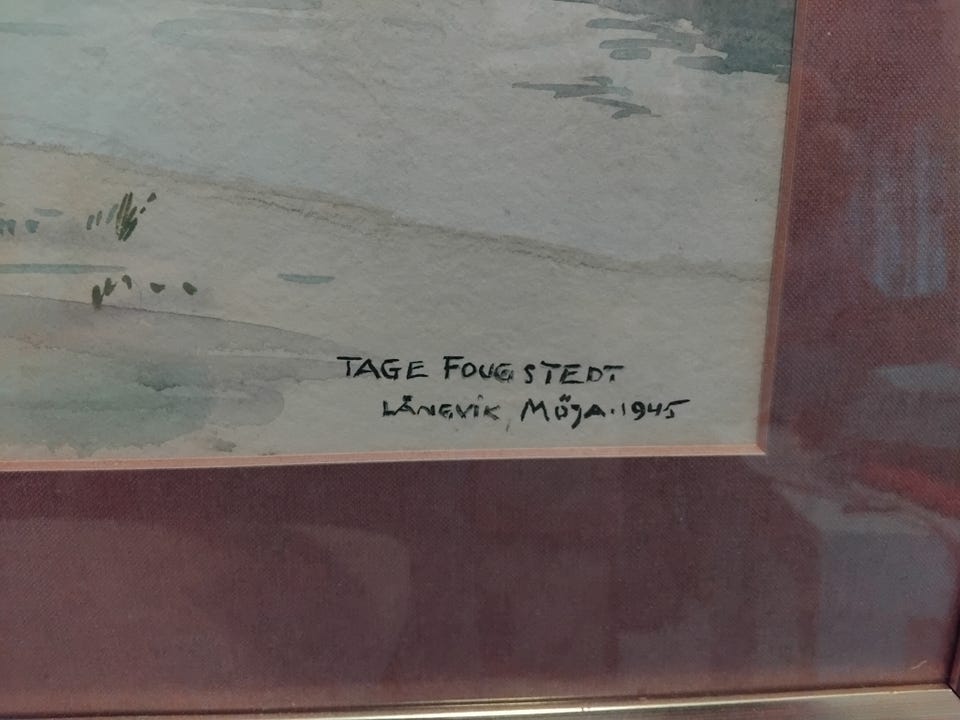 TAGE FOUGSTEDT
LÅNGVIK, MÖJA. 1945